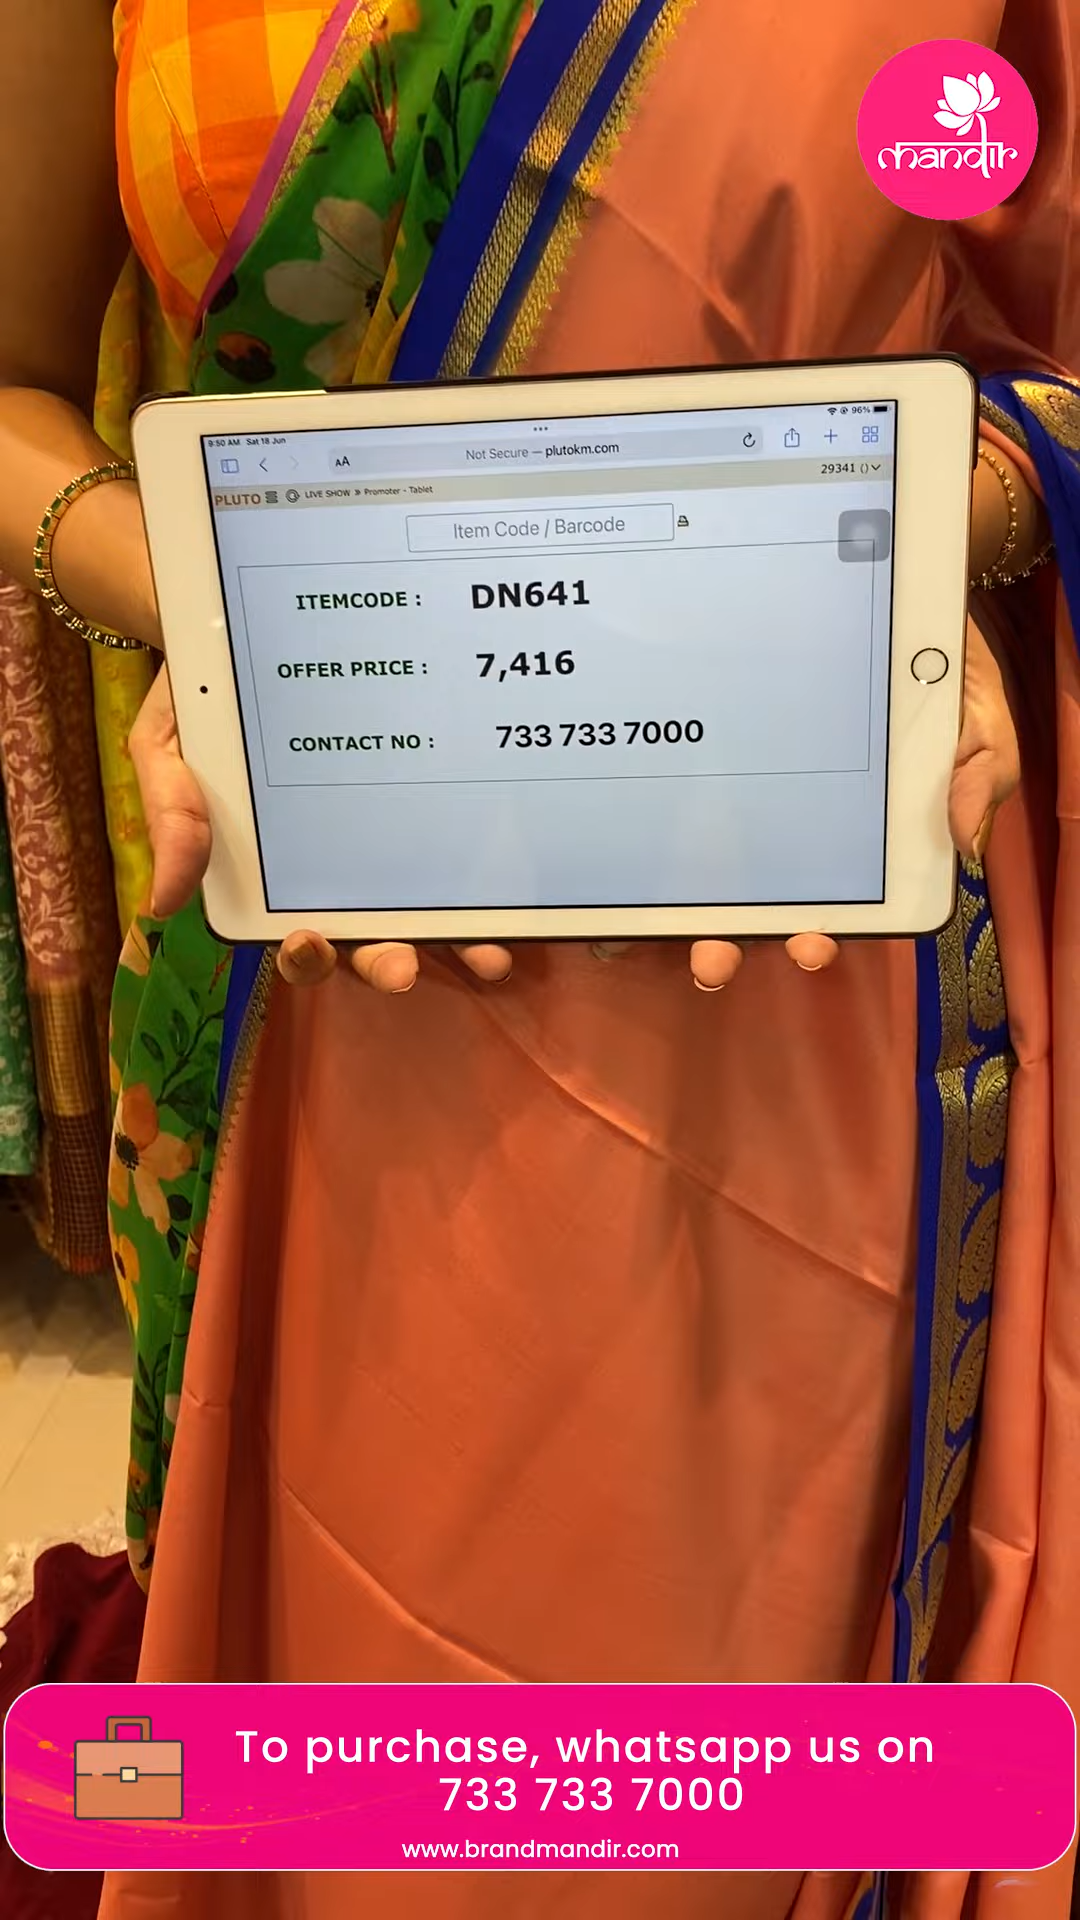 mandir
9:50 AM Sat 18 Jun
96%
AA
Not Secure — plutokm.com
29341 ()
PLUTO LIVE SHOW » Promoter - Tablet
Item Code / Barcode
ITEMCODE : DN641
OFFER PRICE : 7,416
CONTACT NO : 733 733 7000
To purchase, whatsapp us on
733 733 7000
www.brandmandir.com